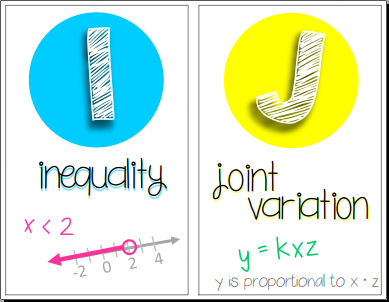 I
inequality
x < 2
-2 0 2 4
J
joint
variation
y = kxz
y is proportional to x • z